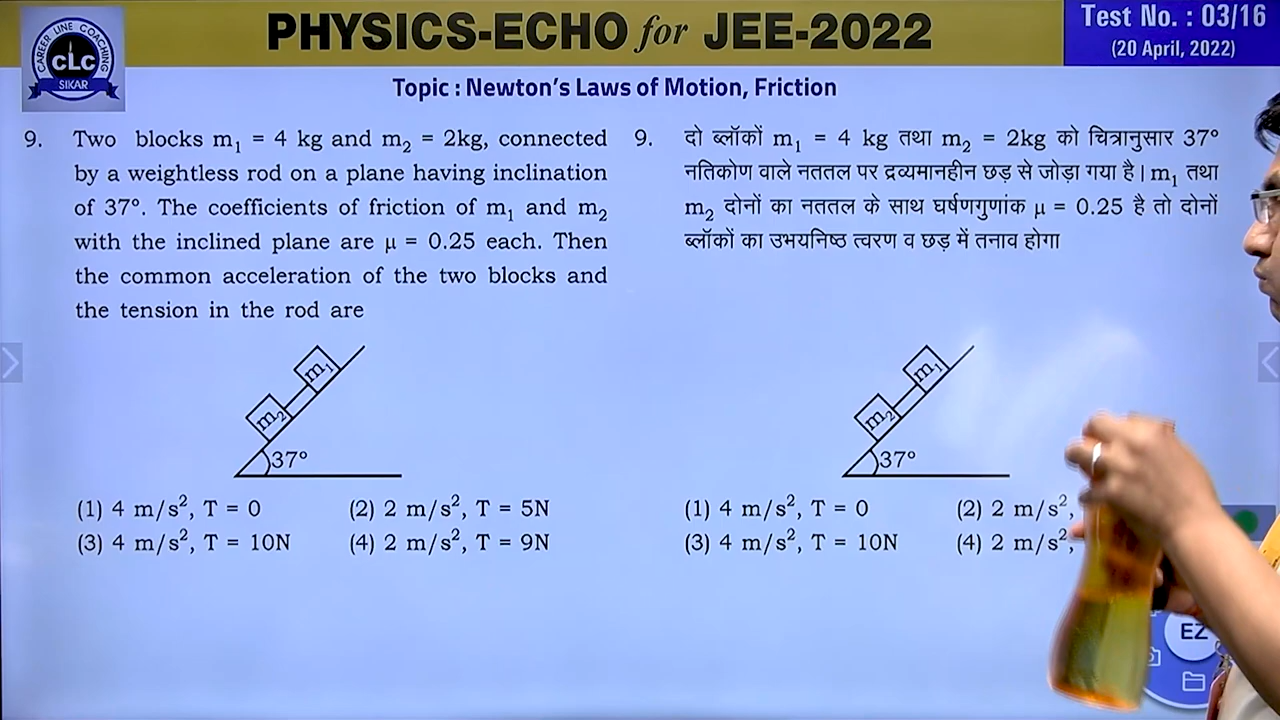 CAREER LINE COACHING
CLC
SIKAR
PHYSICS-ECHO for JEE-2022
Test No. : 03/16
(20 April, 2022)
Topic : Newton's Laws of Motion, Friction
9. Two blocks m₁ = 4 kg and m₂ = 2kg, connected
by a weightless rod on a plane having inclination
of 37°. The coefficients of friction of m₁ and m₂
with the inclined plane are μ = 0.25 each. Then
the common acceleration of the two blocks and
the tension in the rod are
m₁
m₂
37°
(1) 4 m/s², T = 0 (2) 2 m/s², T = 5N
(3) 4 m/s², T = 10N (4) 2 m/s², T = 9N
9. दो ब्लॉकों m₁ = 4 kg तथा m₂ = 2kg को चित्रानुसार 37°
नतिकोण वाले नततल पर द्रव्यमानहीन छड़ से जोड़ा गया है। m₁ तथा
m₂ दोनों का नततल के साथ घर्षणगुणांक μ = 0.25 है तो दोनों
ब्लॉकों का उभयनिष्ठ त्वरण व छड़ में तनाव होगा
m₁
m₂
37°
(1) 4 m/s², T = 0 (2) 2 m/s²,
(3) 4 m/s², T = 10N (4) 2 m/s²,
EZ